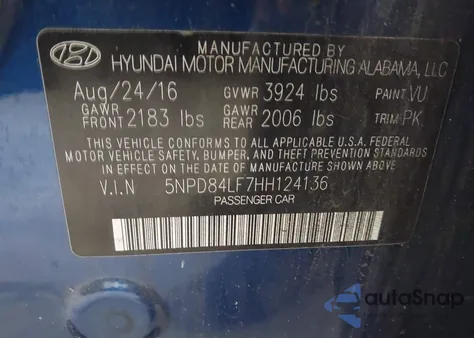 MANUFACTURED BY
HYUNDAI MOTOR MANUFACTURING ALABAMA, LLC
Aug/24/16 GVWR 3924 lbs PAINT VU
GAWR FRONT 2183 lbs GAWR REAR 2006 lbs TRIM PK
THIS VEHICLE CONFORMS TO ALL APPLICABLE U.S.A. FEDERAL
MOTOR VEHICLE SAFETY, BUMPER, AND THEFT PREVENTION STANDARDS
IN EFFECT ON THE DATE OF MANUFACTURE SHOWN ABOVE.
V.I.N 5NPD84LF7HH124136
PASSENGER CAR
autoSnap